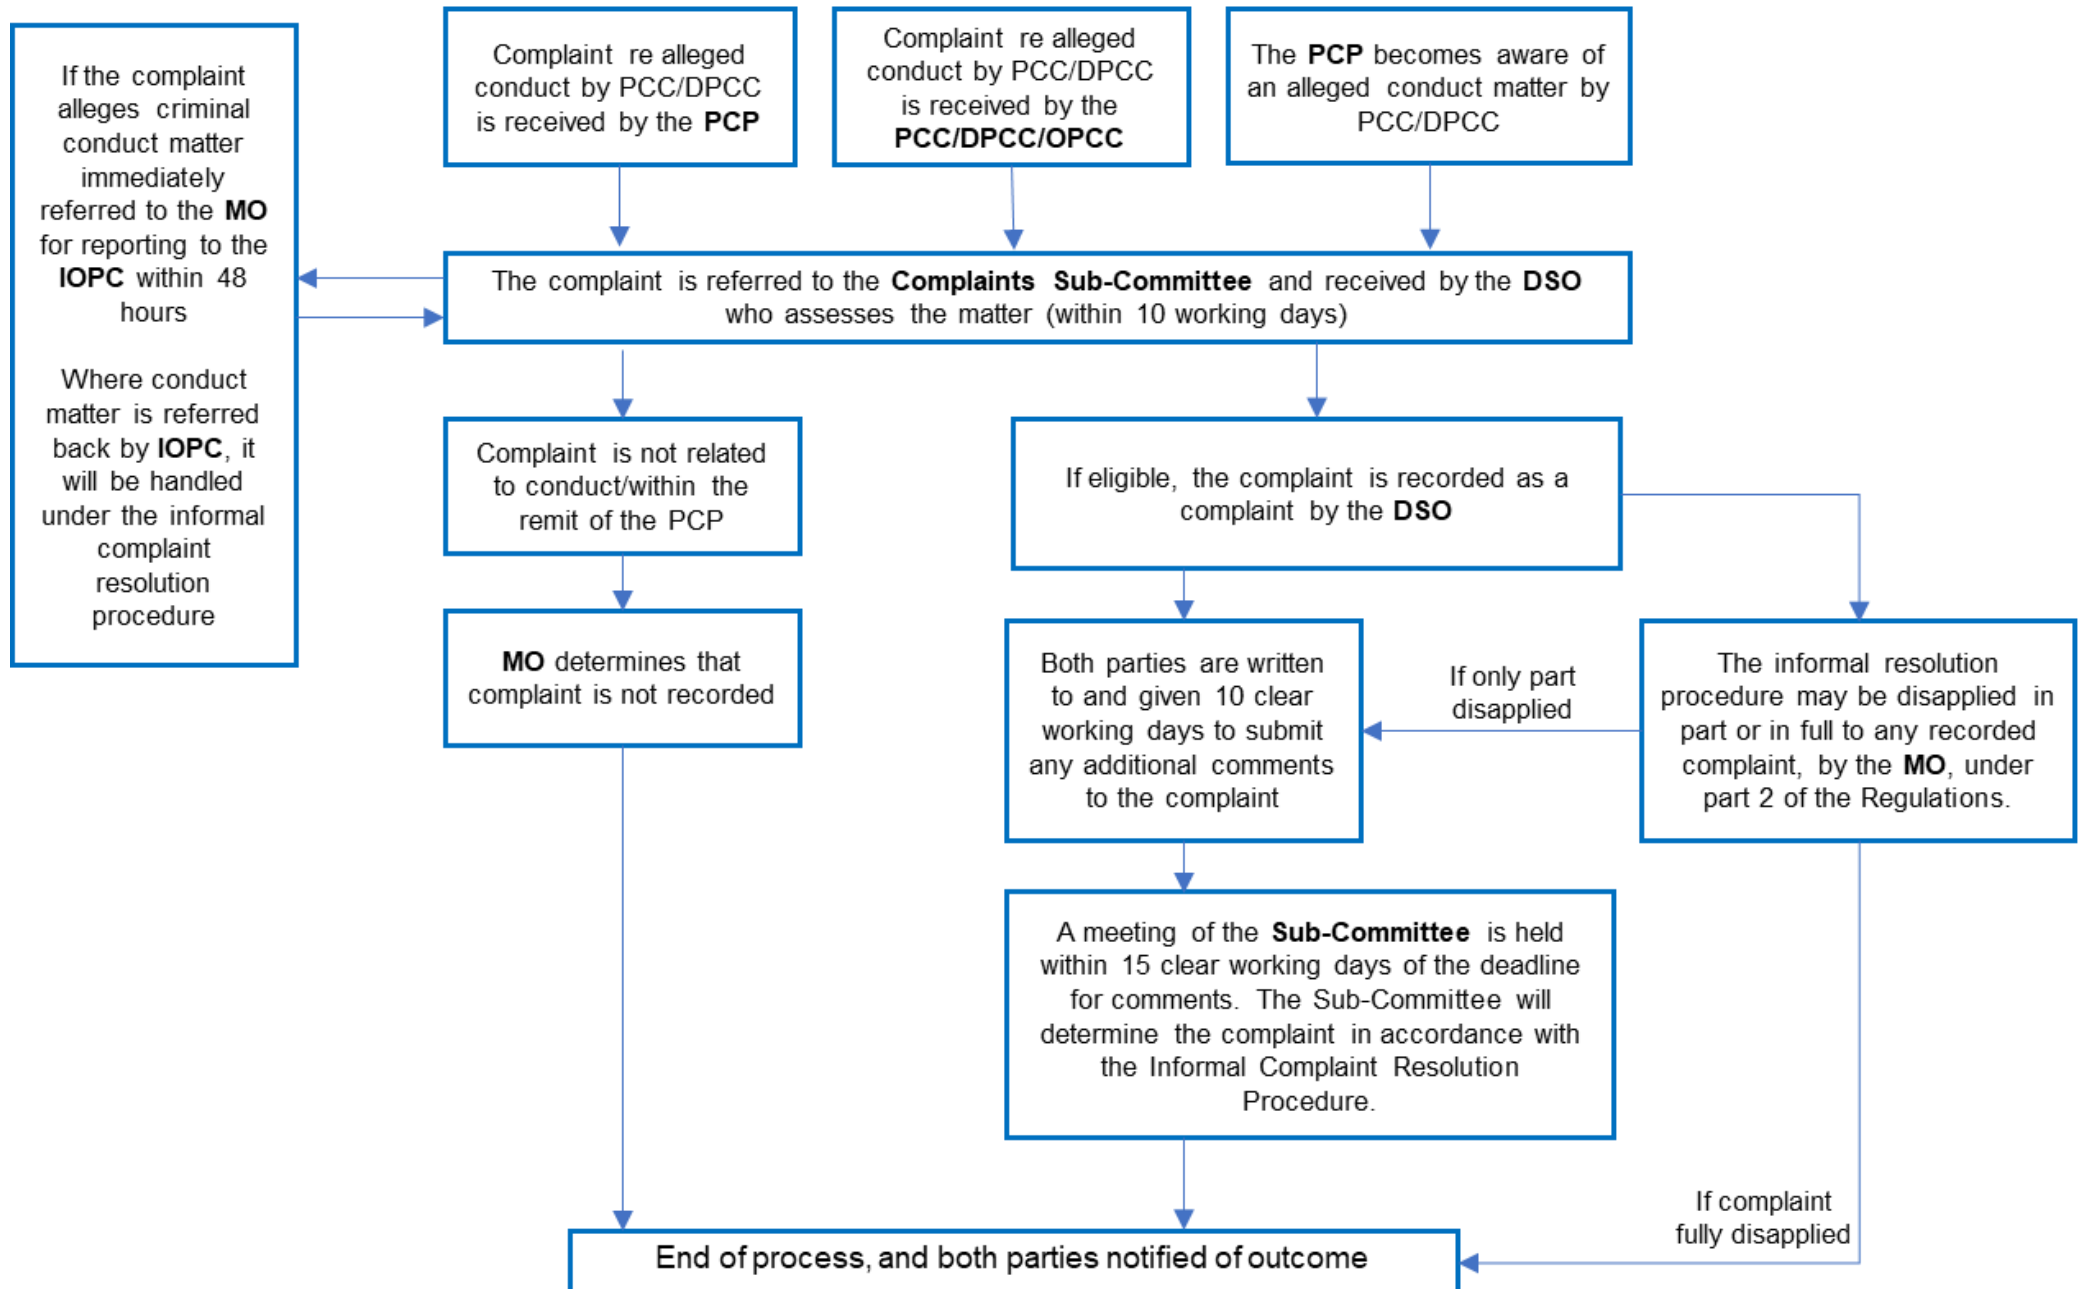 If the complaint
alleges criminal
conduct matter
immediately
referred to the MO
for reporting to the
IOPC within 48
hours
Where conduct
matter is referred
back by IOPC, it
will be handled
under the informal
complaint
resolution
procedure
Complaint re alleged
conduct by PCC/DPCC
is received by the PCP
Complaint re alleged
conduct by PCC/DPCC
is received by the
PCC/DPCC/OPCC
The PCP becomes aware of
an alleged conduct matter by
PCC/DPCC
The complaint is referred to the Complaints Sub-Committee and received by the DSO
who assesses the matter (within 10 working days)
Complaint is not related
to conduct/within the
remit of the PCP
If eligible, the complaint is recorded as a
complaint by the DSO
MO determines that
complaint is not recorded
Both parties are written
to and given 10 clear
working days to submit
any additional comments
to the complaint
If only part
disapplied
The informal resolution
procedure may be disapplied in
part or in full to any recorded
complaint, by the MO, under
part 2 of the Regulations.
A meeting of the Sub-Committee is held
within 15 clear working days of the deadline
for comments. The Sub-Committee will
determine the complaint in accordance with
the Informal Complaint Resolution
Procedure.
If complaint
fully disapplied
End of process, and both parties notified of outcome